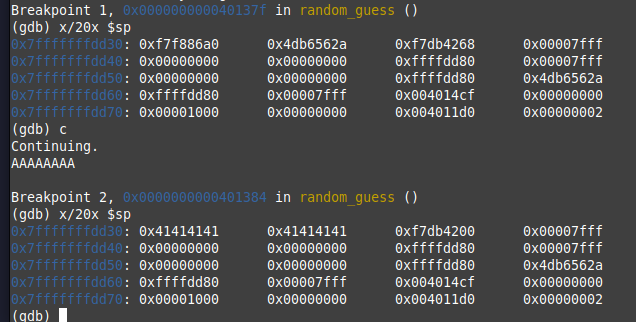 Breakpoint 1, 0x000000000040137f in random_guess ()
(gdb) x/20x $sp
0x7fffffffdd30: 0xf7f886a0 0x4db6562a 0xf7db4268 0x00007fff
0x7fffffffdd40: 0x00000000 0x00000000 0xffffdd80 0x00007fff
0x7fffffffdd50: 0x00000000 0x00000000 0xffffdd80 0x4db6562a
0x7fffffffdd60: 0xffffdd80 0x00007fff 0x004014cf 0x00000000
0x7fffffffdd70: 0x00001000 0x00000000 0x004011d0 0x00000002
(gdb) c
Continuing.
AAAAAAAA
Breakpoint 2, 0x0000000000401384 in random_guess ()
(gdb) x/20x $sp
0x7fffffffdd30: 0x41414141 0x41414141 0xf7db4200 0x00007fff
0x7fffffffdd40: 0x00000000 0x00000000 0xffffdd80 0x00007fff
0x7fffffffdd50: 0x00000000 0x00000000 0xffffdd80 0x4db6562a
0x7fffffffdd60: 0xffffdd80 0x00007fff 0x004014cf 0x00000000
0x7fffffffdd70: 0x00001000 0x00000000 0x004011d0 0x00000002
(gdb)